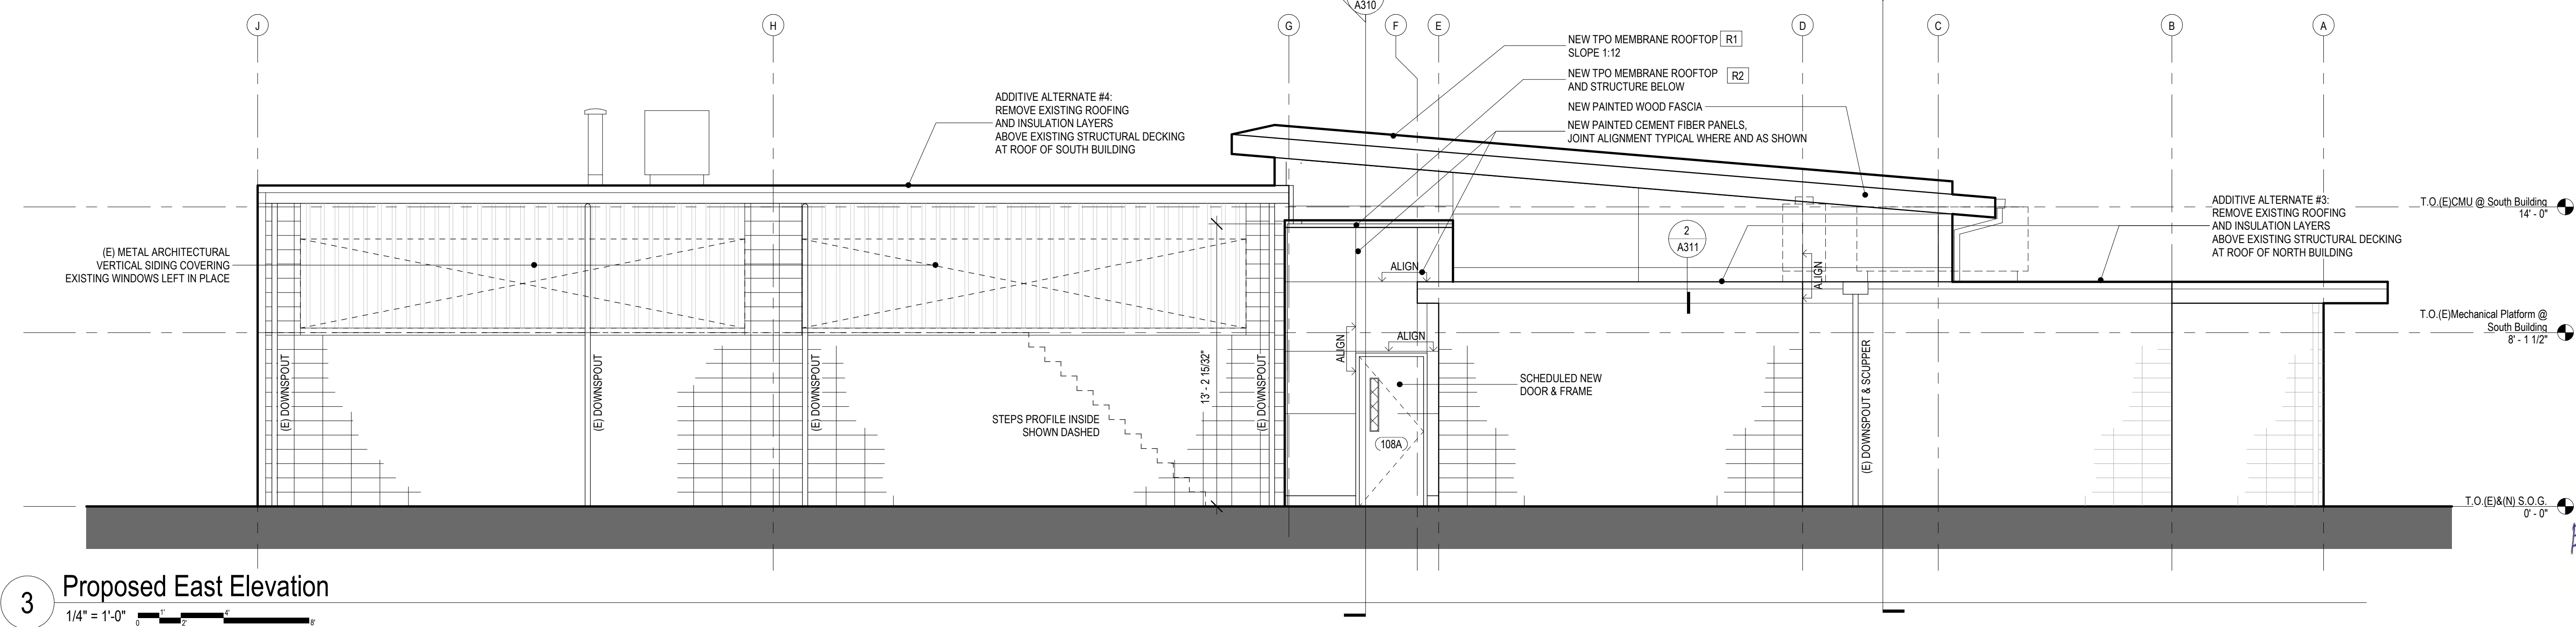 A310
J
H
G
F
E
D
C
B
A
NEW TPO MEMBRANE ROOFTOP R1
SLOPE 1:12
NEW TPO MEMBRANE ROOFTOP R2
AND STRUCTURE BELOW
NEW PAINTED WOOD FASCIA
NEW PAINTED CEMENT FIBER PANELS,
JOINT ALIGNMENT TYPICAL WHERE AND AS SHOWN
ADDITIVE ALTERNATE #4:
REMOVE EXISTING ROOFING
AND INSULATION LAYERS
ABOVE EXISTING STRUCTURAL DECKING
AT ROOF OF SOUTH BUILDING
ADDITIVE ALTERNATE #3:
REMOVE EXISTING ROOFING
AND INSULATION LAYERS
ABOVE EXISTING STRUCTURAL DECKING
AT ROOF OF NORTH BUILDING
T.O.(E)CMU @ South Building
14' - 0"
(E) METAL ARCHITECTURAL
VERTICAL SIDING COVERING
EXISTING WINDOWS LEFT IN PLACE
2
A311
ALIGN
ALIGN
ALIGN
ALIGN
T.O.(E)Mechanical Platform @
South Building
8' - 1 1/2"
(E) DOWNSPOUT
(E) DOWNSPOUT
(E) DOWNSPOUT
STEPS PROFILE INSIDE
SHOWN DASHED
13' - 2 15/32"
(E) DOWNSPOUT
SCHEDULED NEW
DOOR & FRAME
108A
(E) DOWNSPOUT & SCUPPER
T.O.(E)&(N) S.O.G.
0' - 0"
3
Proposed East Elevation
1/4" = 1'-0"
0 1' 2' 4' 8'